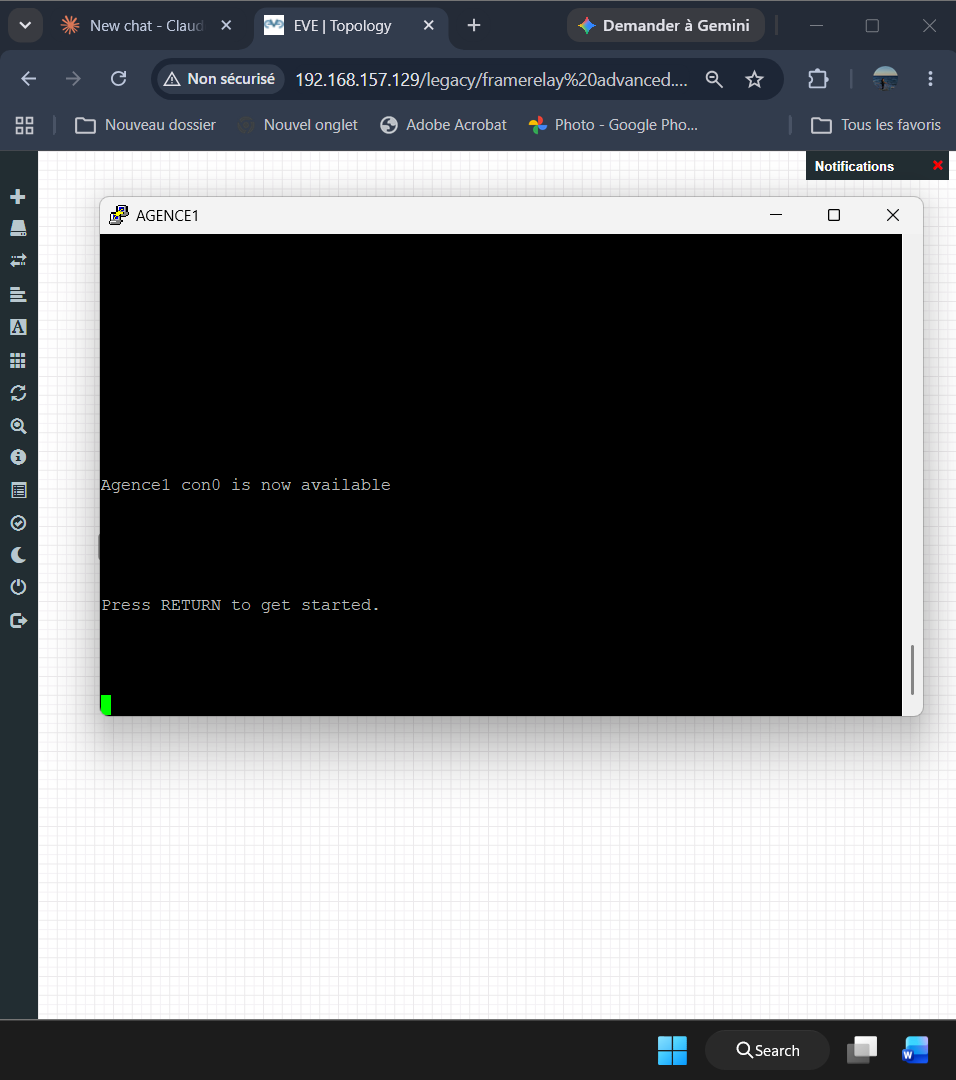 New chat - Claud
EVE | Topology
Demander à Gemini
Non sécurisé
192.168.157.129/legacy/framerelay%20advanced....
Nouveau dossier
Nouvel onglet
Adobe Acrobat
Photo - Google Pho...
Tous les favoris
Notifications
AGENCE1
A
Agence1 con0 is now available
Press RETURN to get started.
Search
W